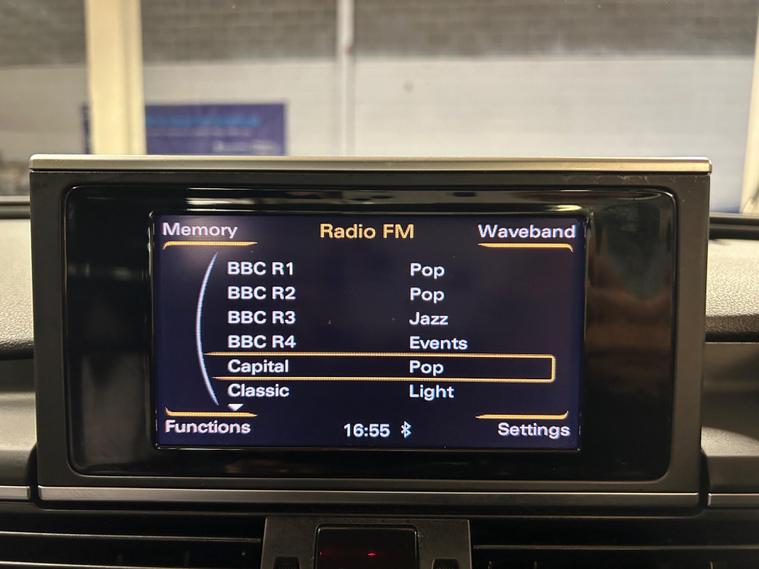 Memory Radio FM Waveband
BBC R1 Pop
BBC R2 Pop
BBC R3 Jazz
BBC R4 Events
Capital Pop
Classic Light
Functions 16:55 Settings